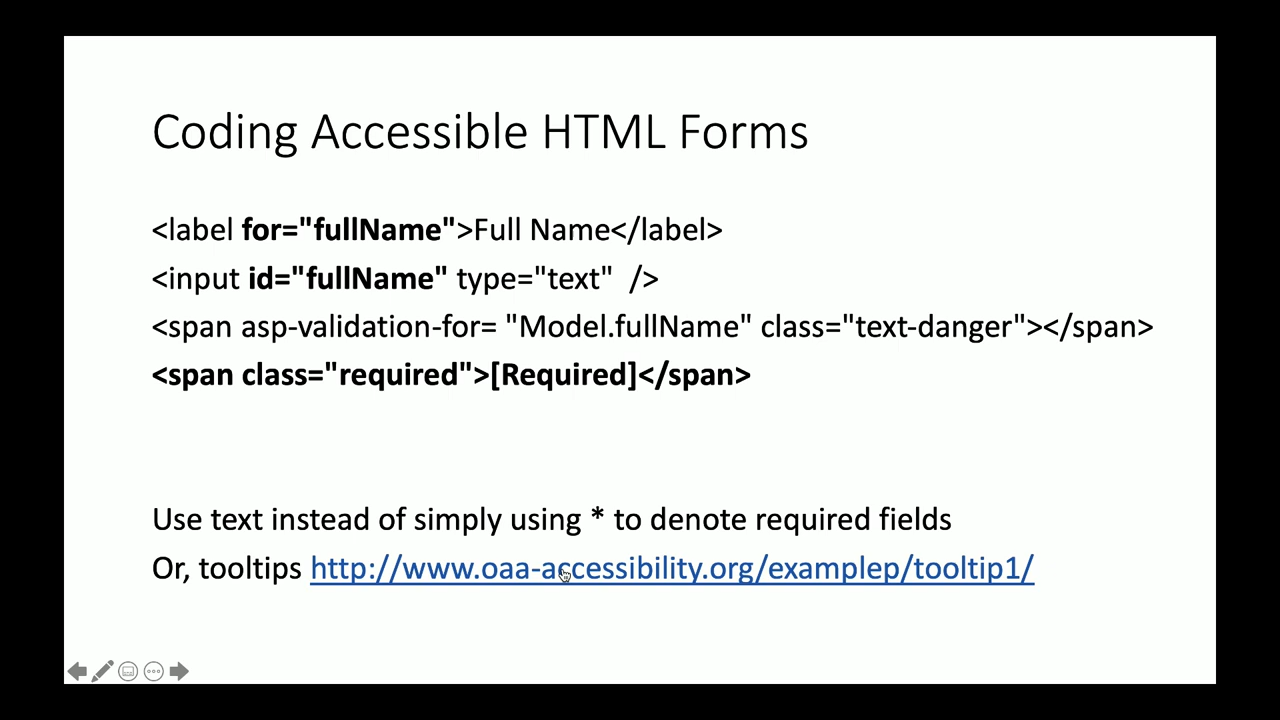 Coding Accessible HTML Forms
<label for="fullName">Full Name</label>
<input id="fullName" type="text"  />
<span asp-validation-for= "Model.fullName" class="text-danger"></span>
<span class="required">[Required]</span>
Use text instead of simply using * to denote required fields
Or, tooltips http://www.oaa-accessibility.org/examplep/tooltip1/